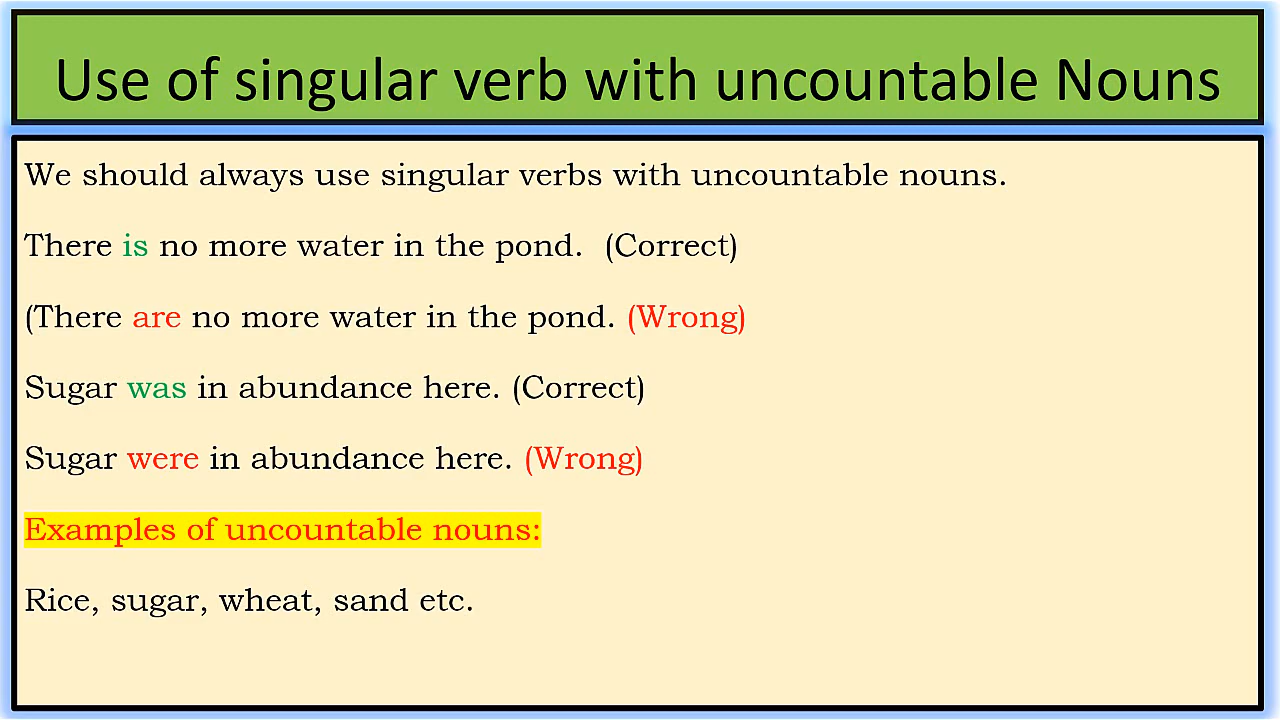 Use of singular verb with uncountable Nouns
We should always use singular verbs with uncountable nouns.
There is no more water in the pond.  (Correct)
(There are no more water in the pond. (Wrong)
Sugar was in abundance here. (Correct)
Sugar were in abundance here. (Wrong)
Examples of uncountable nouns:
Rice, sugar, wheat, sand etc.